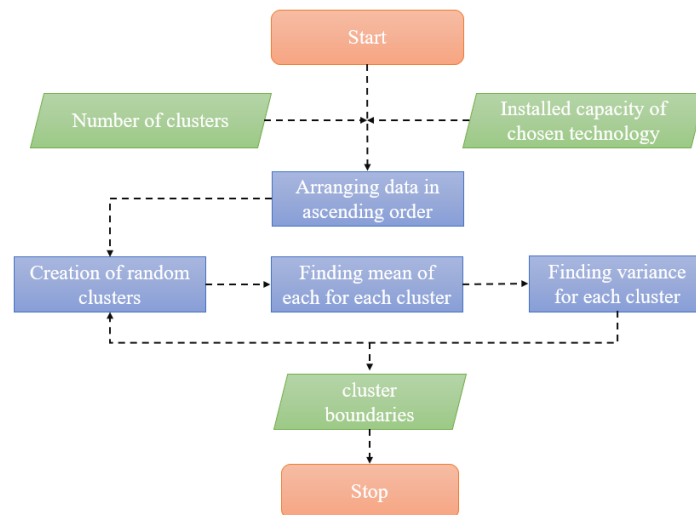 Start
Number of clusters
Installed capacity of
chosen technology
Arranging data in
ascending order
Creation of random
clusters
Finding mean of
each for each cluster
Finding variance
for each cluster
cluster
boundaries
Stop